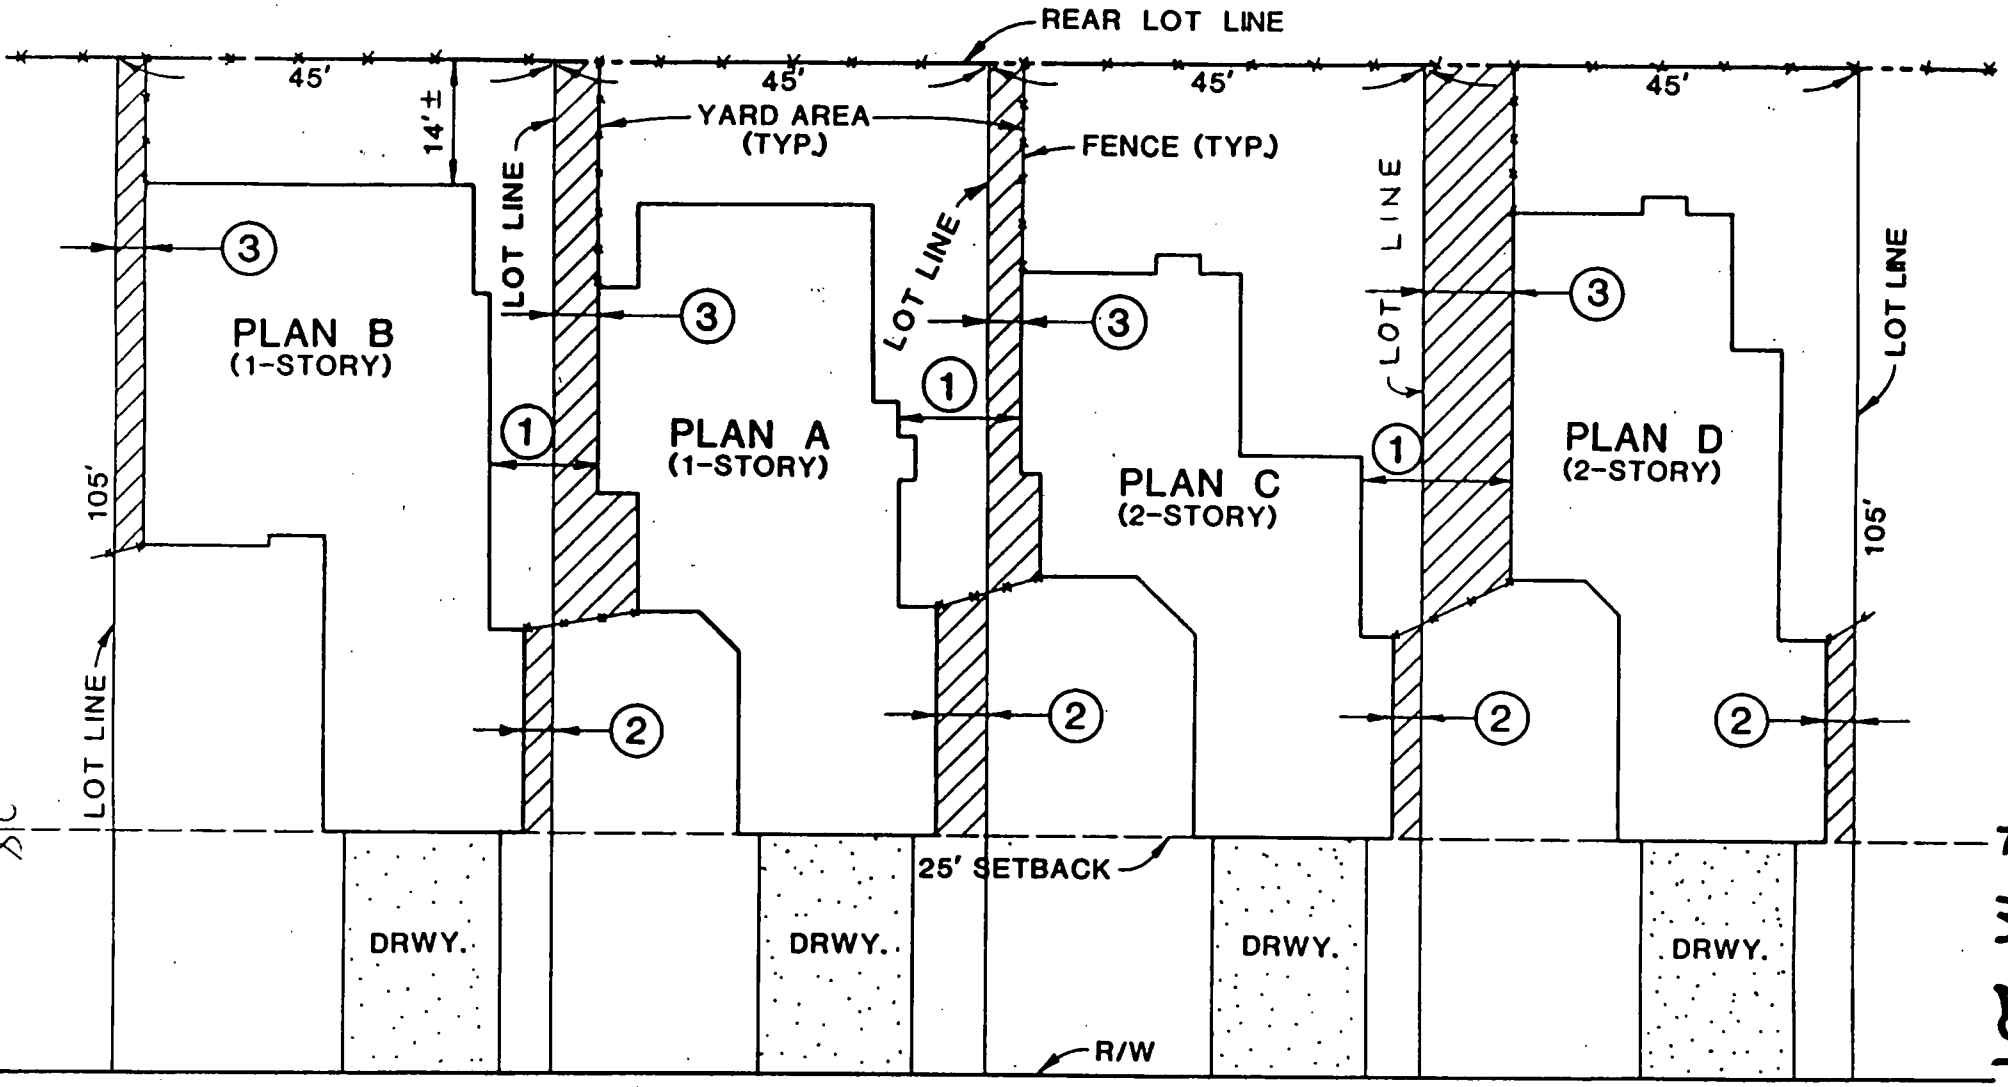 REAR LOT LINE
45'
45'
45'
45'
14'±
LOT LINE
YARD AREA
(TYP.)
FENCE (TYP.)
LOT LINE
LOT LINE
LOT LINE
3
3
3
3
PLAN B
(1-STORY)
1
PLAN A
(1-STORY)
1
PLAN C
(2-STORY)
1
PLAN D
(2-STORY)
105'
105'
LOT LINE
2
2
2
2
25' SETBACK
DRWY.
DRWY.
DRWY.
DRWY.
R/W